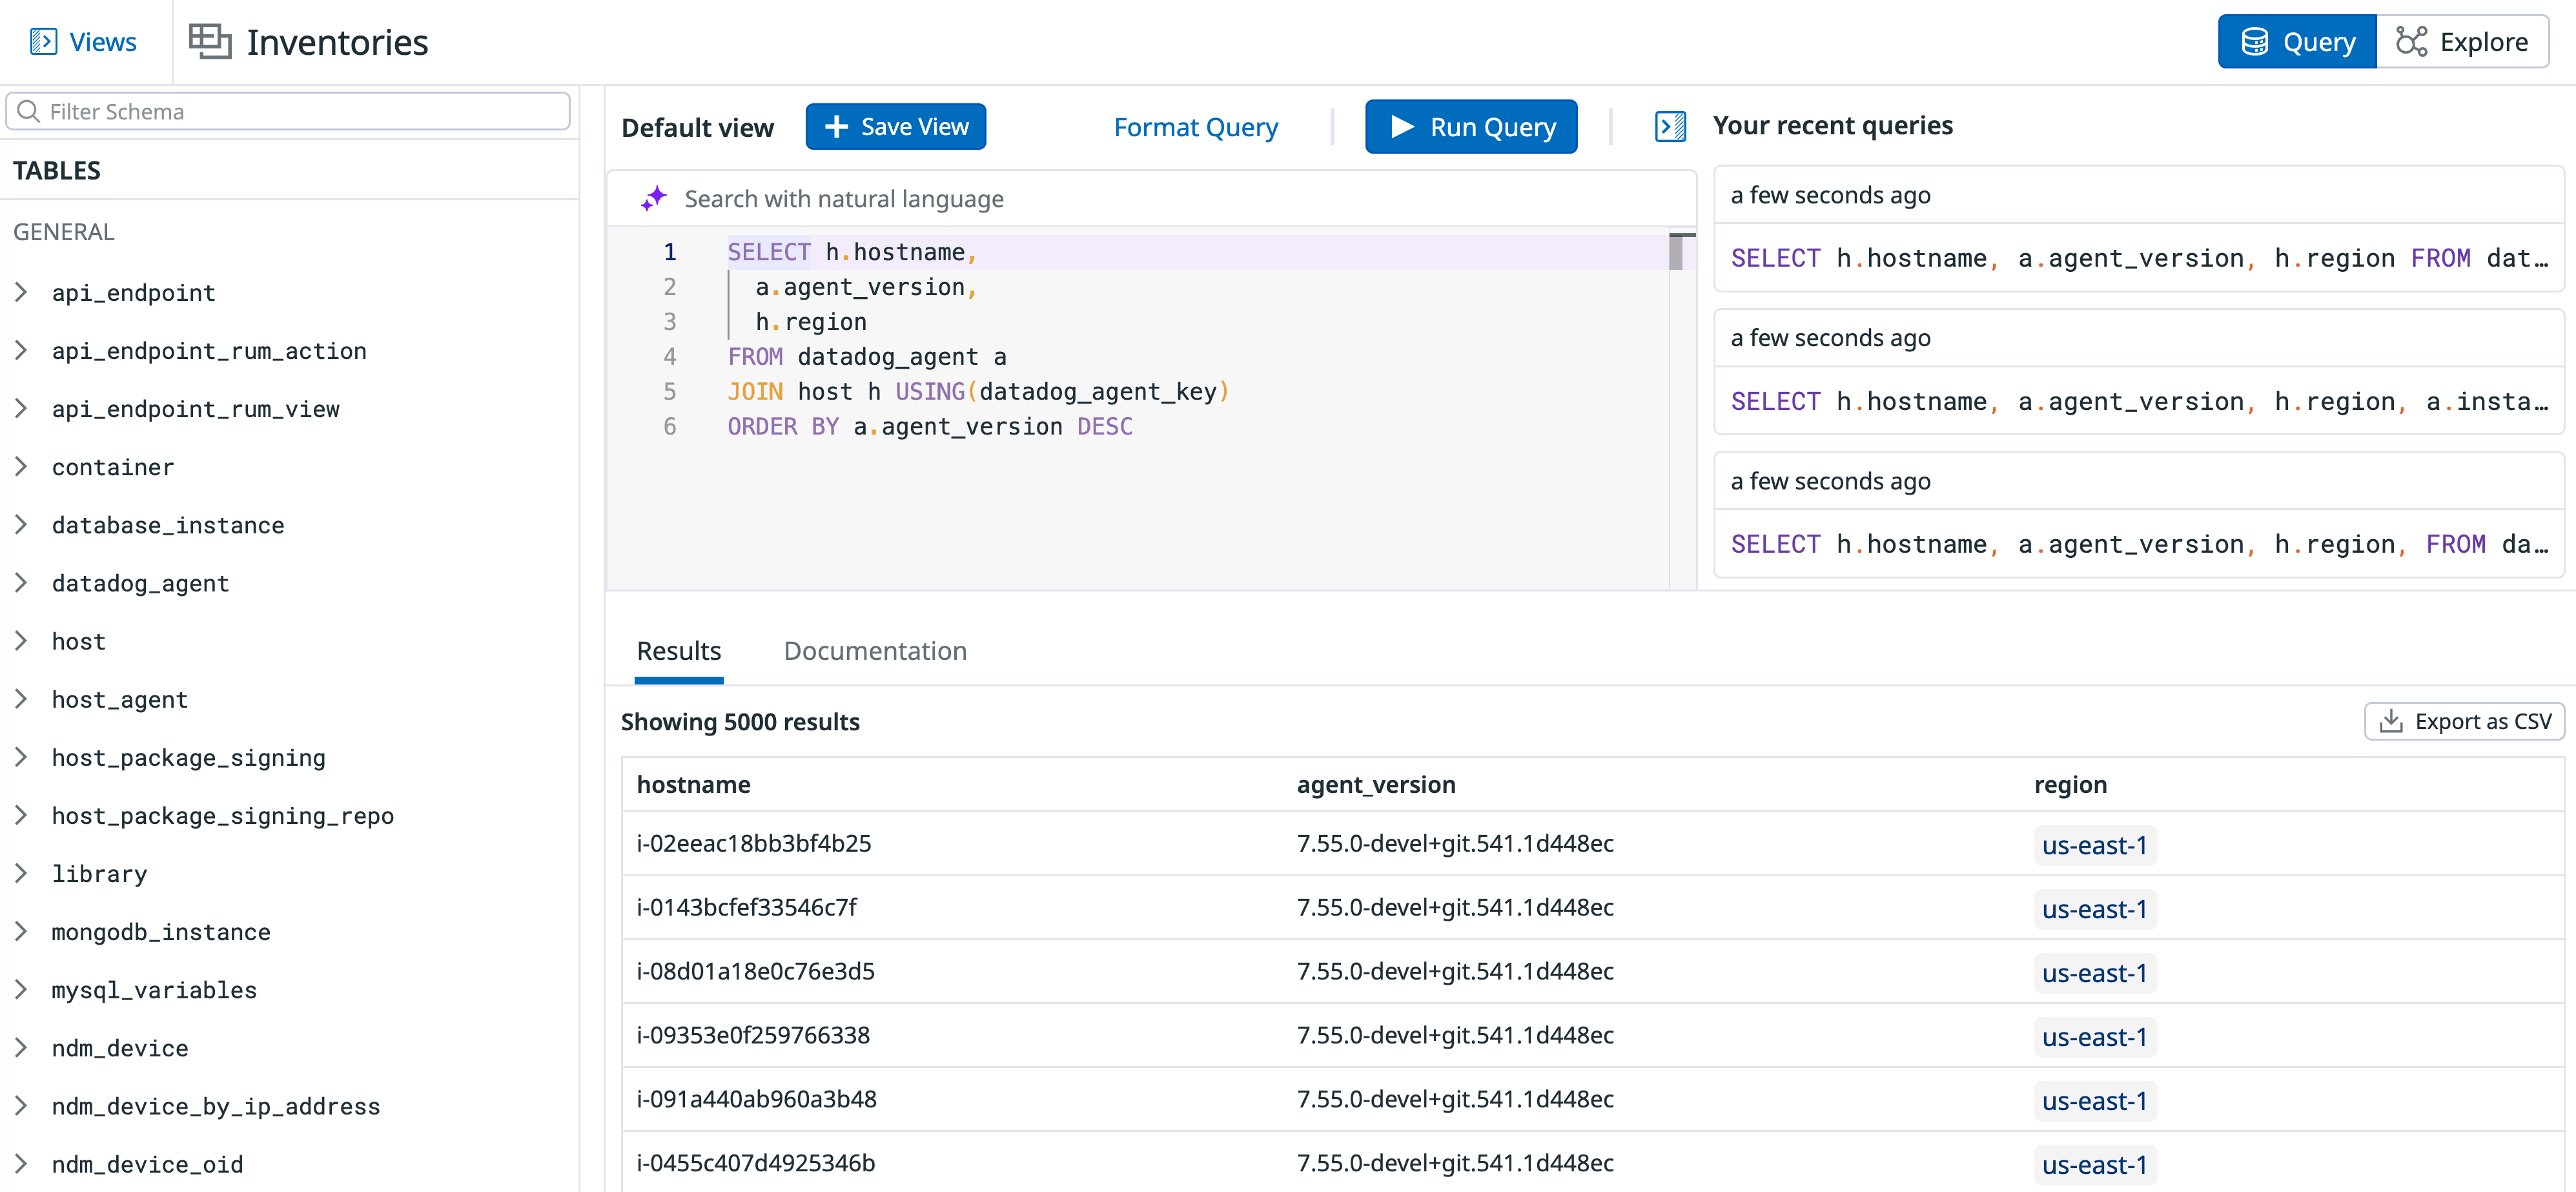 Views
Inventories
Query
Explore
Filter Schema
TABLES
GENERAL
api_endpoint
api_endpoint_rum_action
api_endpoint_rum_view
container
database_instance
datadog_agent
host
host_agent
host_package_signing
host_package_signing_repo
library
mongodb_instance
mysql_variables
ndm_device
ndm_device_by_ip_address
ndm_device_oid
Default view
+ Save View
Format Query
Run Query
Search with natural language
1 SELECT h.hostname,
2 a.agent_version,
3 h.region
4 FROM datadog_agent a
5 JOIN host h USING(datadog_agent_key)
6 ORDER BY a.agent_version DESC
Your recent queries
a few seconds ago
SELECT h.hostname, a.agent_version, h.region FROM dat…
a few seconds ago
SELECT h.hostname, a.agent_version, h.region, a.insta…
a few seconds ago
SELECT h.hostname, a.agent_version, h.region, FROM da…
Results Documentation
Showing 5000 results
Export as CSV
hostname agent_version region
i-02eeac18bb3bf4b25 7.55.0-devel+git.541.1d448ec us-east-1
i-0143bcfef33546c7f 7.55.0-devel+git.541.1d448ec us-east-1
i-08d01a18e0c76e3d5 7.55.0-devel+git.541.1d448ec us-east-1
i-09353e0f259766338 7.55.0-devel+git.541.1d448ec us-east-1
i-091a440ab960a3b48 7.55.0-devel+git.541.1d448ec us-east-1
i-0455c407d4925346b 7.55.0-devel+git.541.1d448ec us-east-1